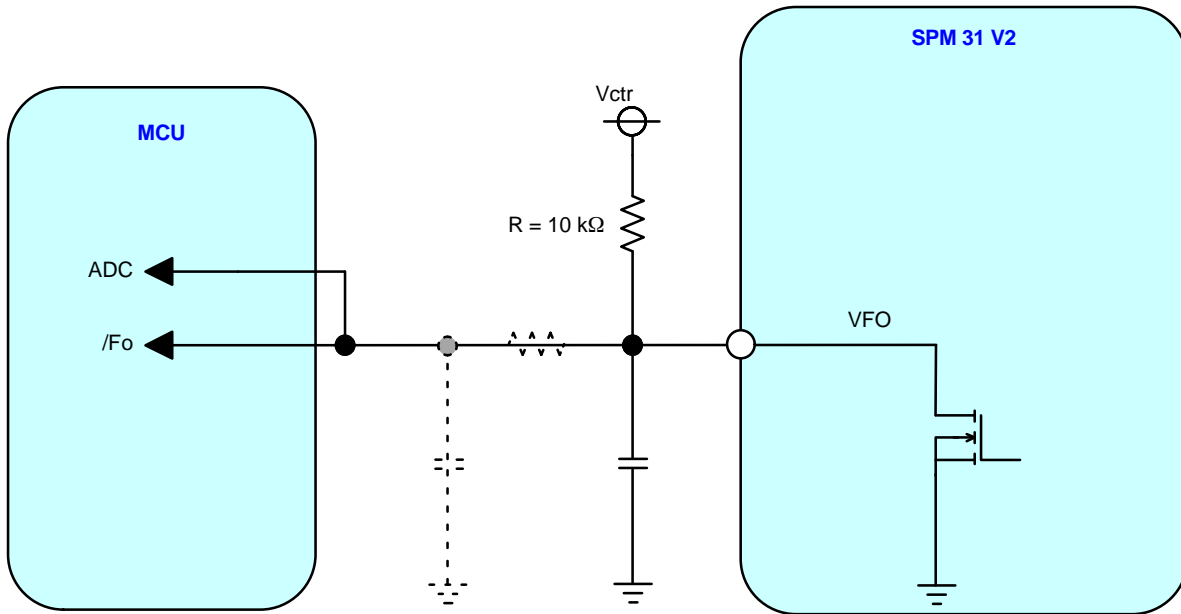 SPM 31 V2
Vctr
MCU
R = 10 kΩ
ADC
VFO
/Fo